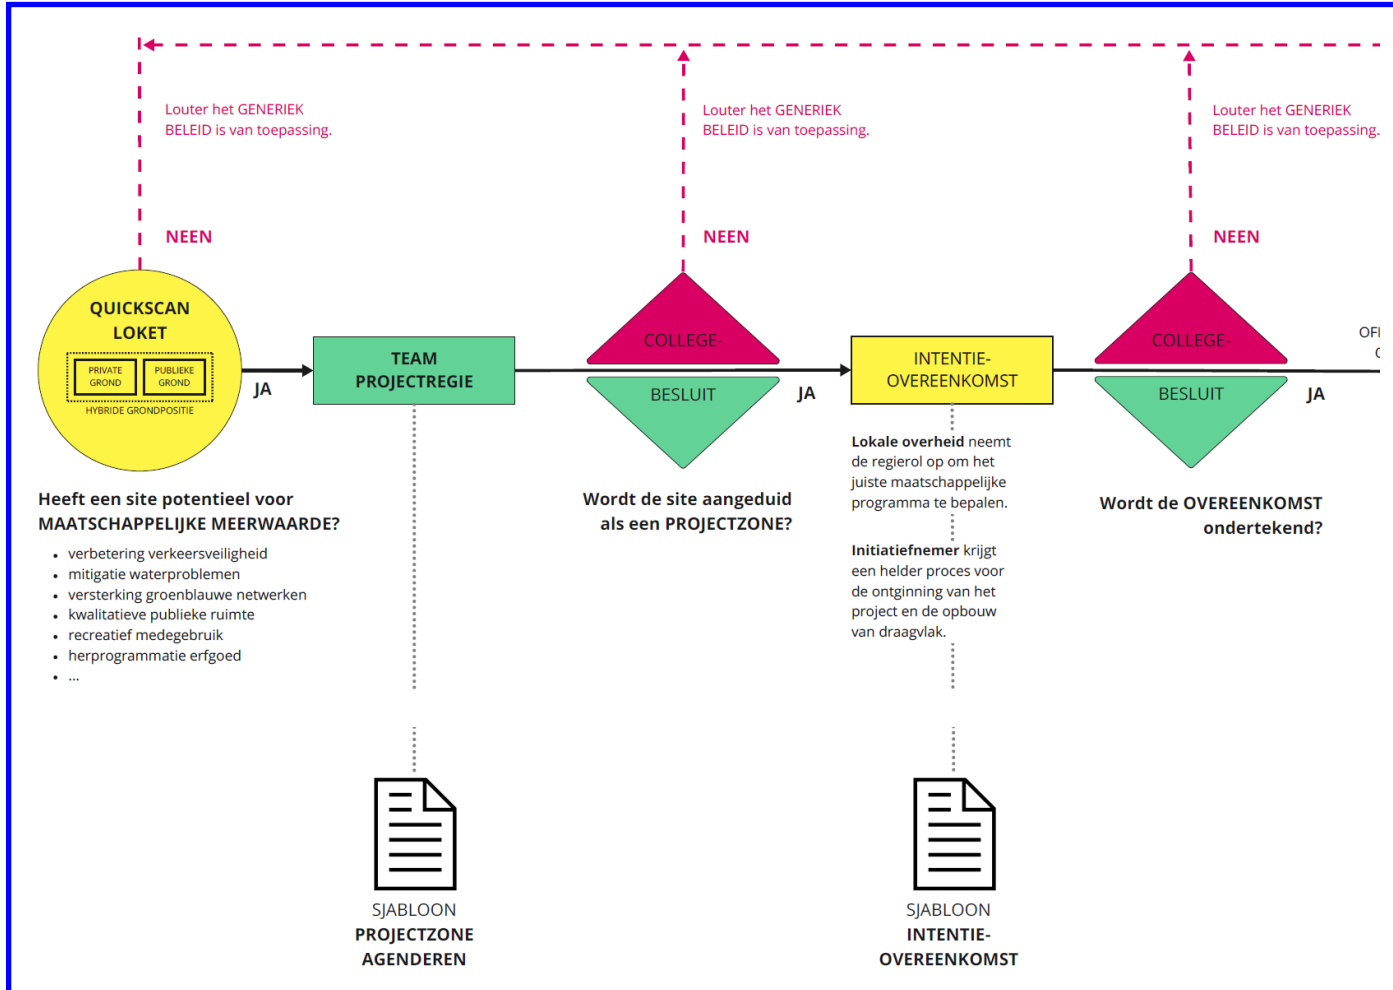 Louter het GENERIEK
BELEID is van toepassing.
Louter het GENERIEK
BELEID is van toepassing.
Louter het GENERIEK
BELEID is van toepassing.
NEEN
NEEN
NEEN
QUICKSCAN
LOKET
PRIVATE
GROND
PUBLIEKE
GROND
HYBRIDE GRONDPOSITIE
JA
TEAM
PROJECTREGIE
COLLEGE-
BESLUIT
JA
INTENTIE-
OVEREENKOMST
COLLEGE-
BESLUIT
JA
Heeft een site potentieel voor
MAATSCHAPPELIJKE MEERWAARDE?
• verbetering verkeersveiligheid
• mitigatie waterproblemen
• versterking groenblauwe netwerken
• kwalitatieve publieke ruimte
• recreatief medegebruik
• herprogrammatie erfgoed
• ...
Wordt de site aangeduid
als een PROJECTZONE?
Lokale overheid neemt
de regierol op om het
juiste maatschappelijke
programma te bepalen.
Initiatiefnemer krijgt
een helder proces voor
de ontginning van het
project en de opbouw
van draagvlak.
Wordt de OVEREENKOMST
ondertekend?
SJABLOON
PROJECTZONE
AGENDEREN
SJABLOON
INTENTIE-
OVEREENKOMST